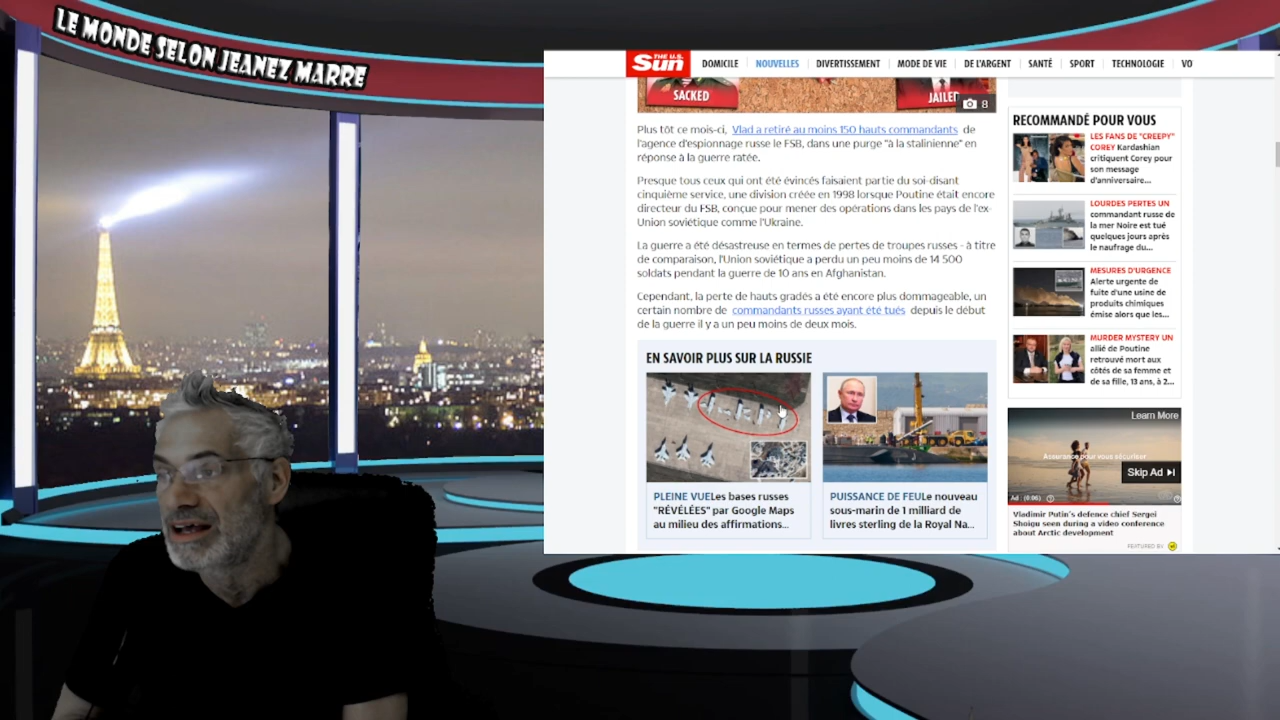 LE MONDE SELON JEANEZ MARRE
THE U.S. Sun
DOMICILE NOUVELLES DIVERTISSEMENT MODE DE VIE DE L'ARGENT SANTÉ SPORT TECHNOLOGIE VO
SACKED
JAILED
8
Plus tôt ce mois-ci, Vlad a retiré au moins 150 hauts commandants de
l'agence d'espionnage russe le FSB, dans une purge "à la stalinienne" en
réponse à la guerre ratée.
Presque tous ceux qui ont été évincés faisaient partie du soi-disant
cinquième service, une division créée en 1998 lorsque Poutine était encore
directeur du FSB, conçue pour mener des opérations dans les pays de l'ex-
Union soviétique comme l'Ukraine.
La guerre a été désastreuse en termes de pertes de troupes russes - à titre
de comparaison, l'Union soviétique a perdu un peu moins de 14 500
soldats pendant la guerre de 10 ans en Afghanistan.
Cependant, la perte de hauts gradés a été encore plus dommageable, un
certain nombre de commandants russes ayant été tués depuis le début
de la guerre il y a un peu moins de deux mois.
EN SAVOIR PLUS SUR LA RUSSIE
PLEINE VUELes bases russes
"RÉVÉLÉES" par Google Maps
au milieu des affirmations...
PUISSANCE DE FEULe nouveau
sous-marin de 1 milliard de
livres sterling de la Royal Na...
RECOMMANDÉ POUR VOUS
LES FANS DE "CREEPY"
COREY Kardashian
critiquent Corey pour
son message
d'anniversaire...
LOURDES PERTES UN
commandant russe de
la mer Noire est tué
quelques jours après
le naufrage du...
MESURES D'URGENCE
Alerte urgente de
fuite d'une usine de
produits chimiques
émise alors que les...
MURDER MYSTERY UN
allié de Poutine
retrouvé mort aux
côtés de sa femme et
de sa fille, 13 ans, à 2...
Learn More
Assurance pour vous sécuriser
Skip Ad
Ad (0:06)
Vladimir Putin's defence chief Sergei
Shoigu seen during a video conference
about Arctic development
FEATURED BY